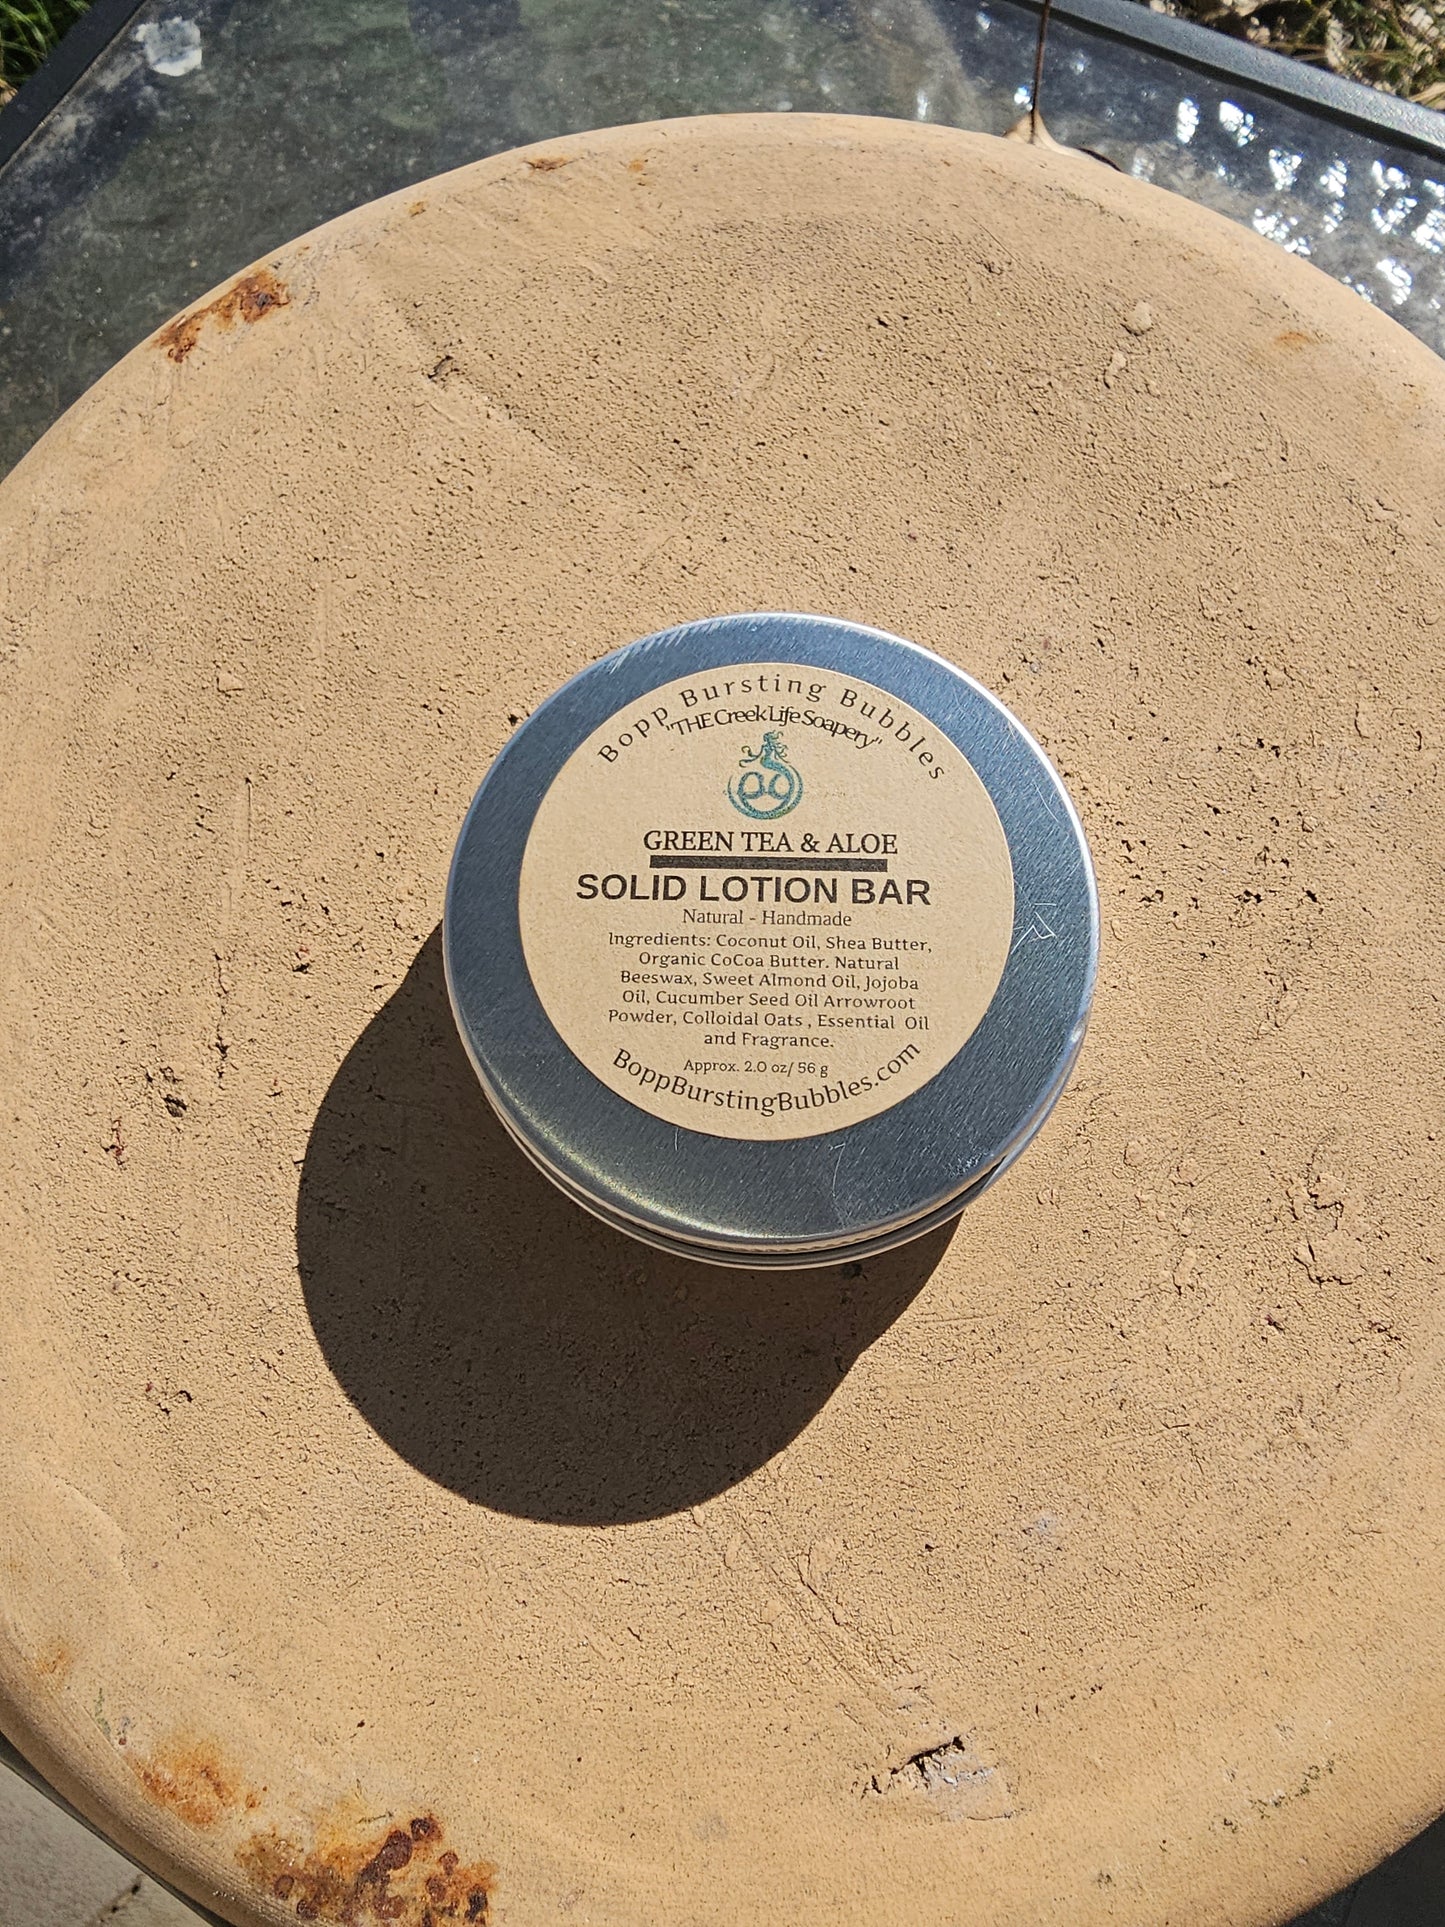 Bopp Bursting Bubbles
"THE Creek Life Soapery"
GREEN TEA & ALOE
SOLID LOTION BAR
Natural - Handmade
Ingredients: Coconut Oil, Shea Butter,
Organic CoCoa Butter. Natural
Beeswax, Sweet Almond Oil, Jojoba
Oil, Cucumber Seed Oil Arrowroot
Powder, Colloidal Oats , Essential Oil
and Fragrance.
Approx. 2.0 oz/ 56 g
BoppBurstingBubbles.com